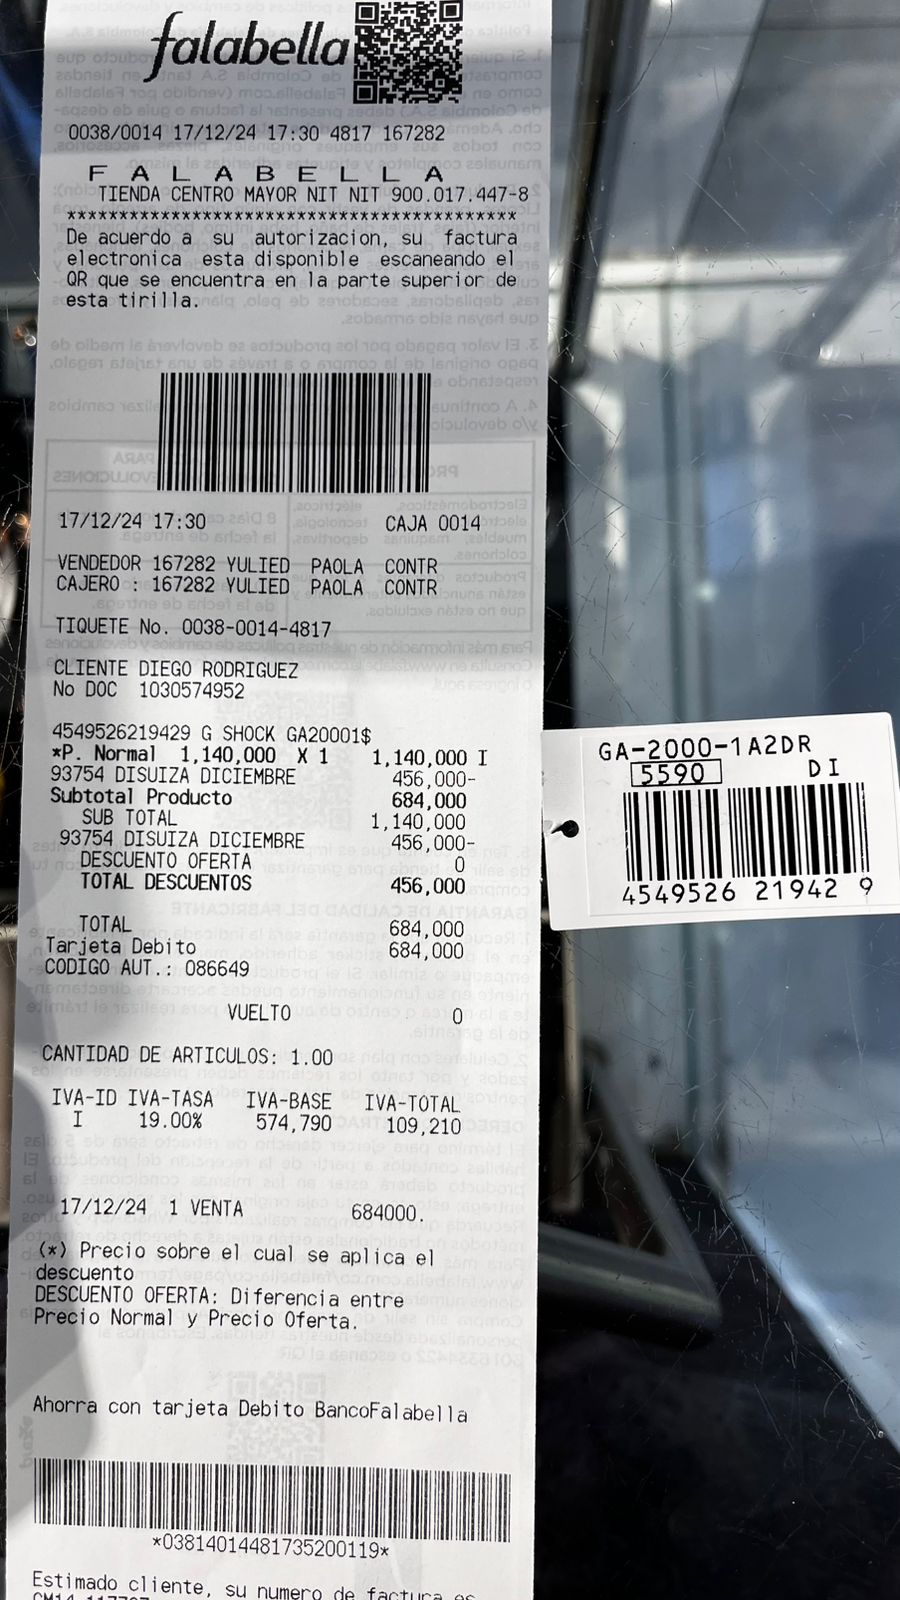 falabella
0038/0014 17/12/24 17:30 4817 167282
F A L A B E L L A
TIENDA CENTRO MAYOR NIT NIT 900.017.447-8
********************************************
De acuerdo a su autorizacion, su factura
electronica esta disponible escaneando el
QR que se encuentra en la parte superior de
esta tirilla.
17/12/24 17:30 CAJA 0014
VENDEDOR 167282 YULIED PAOLA CONTR
CAJERO : 167282 YULIED PAOLA CONTR
TIQUETE No. 0038-0014-4817
CLIENTE DIEGO RODRIGUEZ
No DOC 1030574952
4549526219429 G SHOCK GA20001$
*P. Normal 1,140,000 X 1 1,140,000 I
93754 DISUIZA DICIEMBRE 456,000-
Subtotal Producto 684,000
SUB TOTAL 1,140,000
93754 DISUIZA DICIEMBRE 456,000-
DESCUENTO OFERTA 0
TOTAL DESCUENTOS 456,000
TOTAL 684,000
Tarjeta Debito 684,000
CODIGO AUT.: 086649
VUELTO 0
CANTIDAD DE ARTICULOS: 1.00
IVA-ID IVA-TASA IVA-BASE IVA-TOTAL
I 19.00% 574,790 109,210
17/12/24 1 VENTA 684000.
(*) Precio sobre el cual se aplica el
descuento
DESCUENTO OFERTA: Diferencia entre
Precio Normal y Precio Oferta.
Ahorra con tarjeta Debito BancoFalabella
*03814014481735200119*
Estimado cliente, su numero de factura es
GA-2000-1A2DR
5590 DI
4549526 21942 9